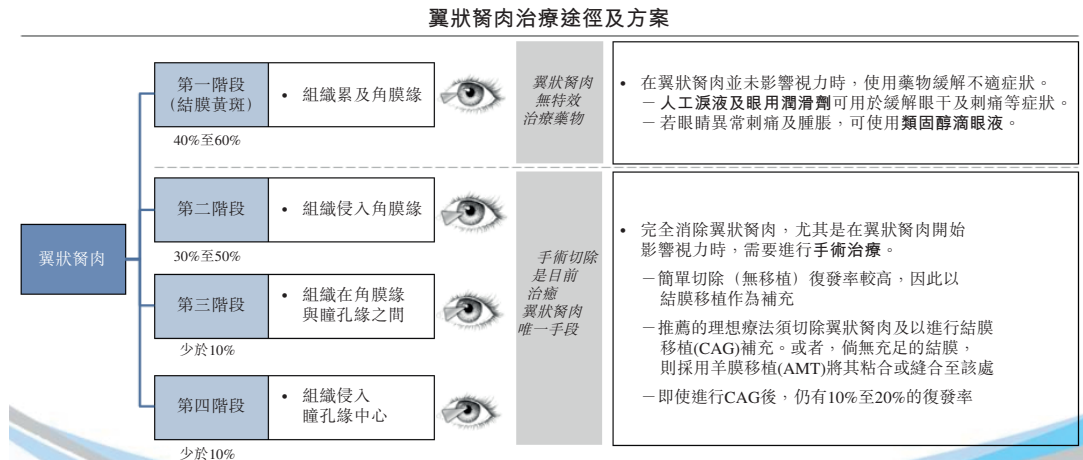 翼狀胬肉治療途徑及方案
翼狀胬肉
第一階段
(結膜黃斑)
• 組織累及角膜緣
40%至60%
翼狀胬肉
無特效
治療藥物
• 在翼狀胬肉並未影響視力時，使用藥物緩解不適症狀。
－人工淚液及眼用潤滑劑可用於緩解眼干及刺痛等症狀。
－若眼睛異常刺痛及腫脹，可使用類固醇滴眼液。
第二階段
• 組織侵入角膜緣
30%至50%
第三階段
• 組織在角膜緣
與瞳孔緣之間
少於10%
第四階段
• 組織侵入
瞳孔緣中心
少於10%
手術切除
是目前
治癒
翼狀胬肉
唯一手段
• 完全消除翼狀胬肉，尤其是在翼狀胬肉開始
影響視力時，需要進行手術治療。
－簡單切除（無移植）復發率較高，因此以
結膜移植作為補充
－推薦的理想療法須切除翼狀胬肉及以進行結膜
移植(CAG)補充。或者，倘無充足的結膜，
則採用羊膜移植(AMT)將其粘合或縫合至該處
－即使進行CAG後，仍有10%至20%的復發率